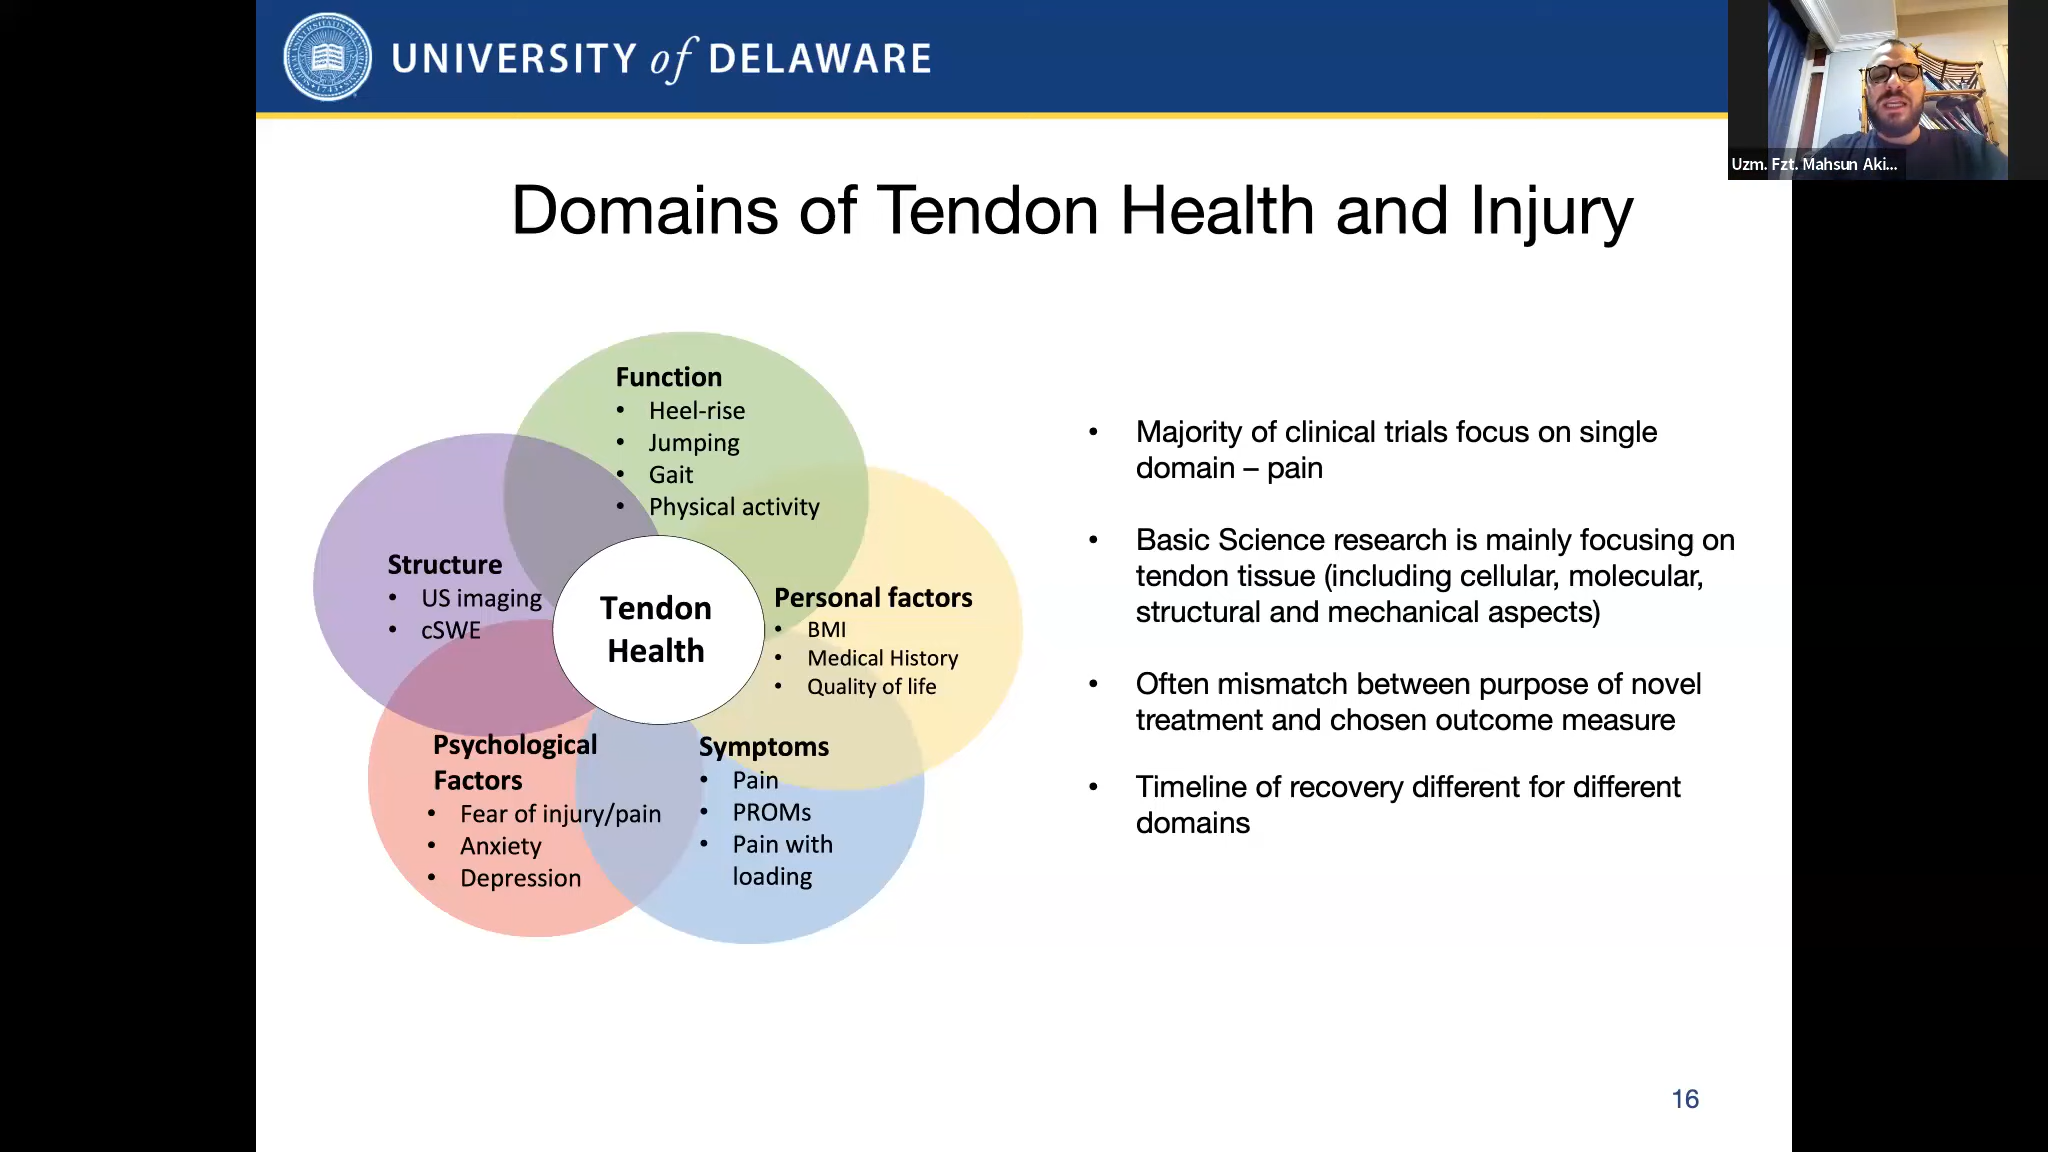 UNIVERSITY of DELAWARE
Uzm. Fzt. Mahsun Aki...
Domains of Tendon Health and Injury
Function
• Heel-rise
• Jumping
• Gait
• Physical activity
Structure
• US imaging
• cSWE
Tendon
Health
Personal factors
• BMI
• Medical History
• Quality of life
Psychological
Factors
• Fear of injury/pain
• Anxiety
• Depression
Symptoms
• Pain
• PROMs
• Pain with
loading
• Majority of clinical trials focus on single
domain – pain
• Basic Science research is mainly focusing on
tendon tissue (including cellular, molecular,
structural and mechanical aspects)
• Often mismatch between purpose of novel
treatment and chosen outcome measure
• Timeline of recovery different for different
domains
16